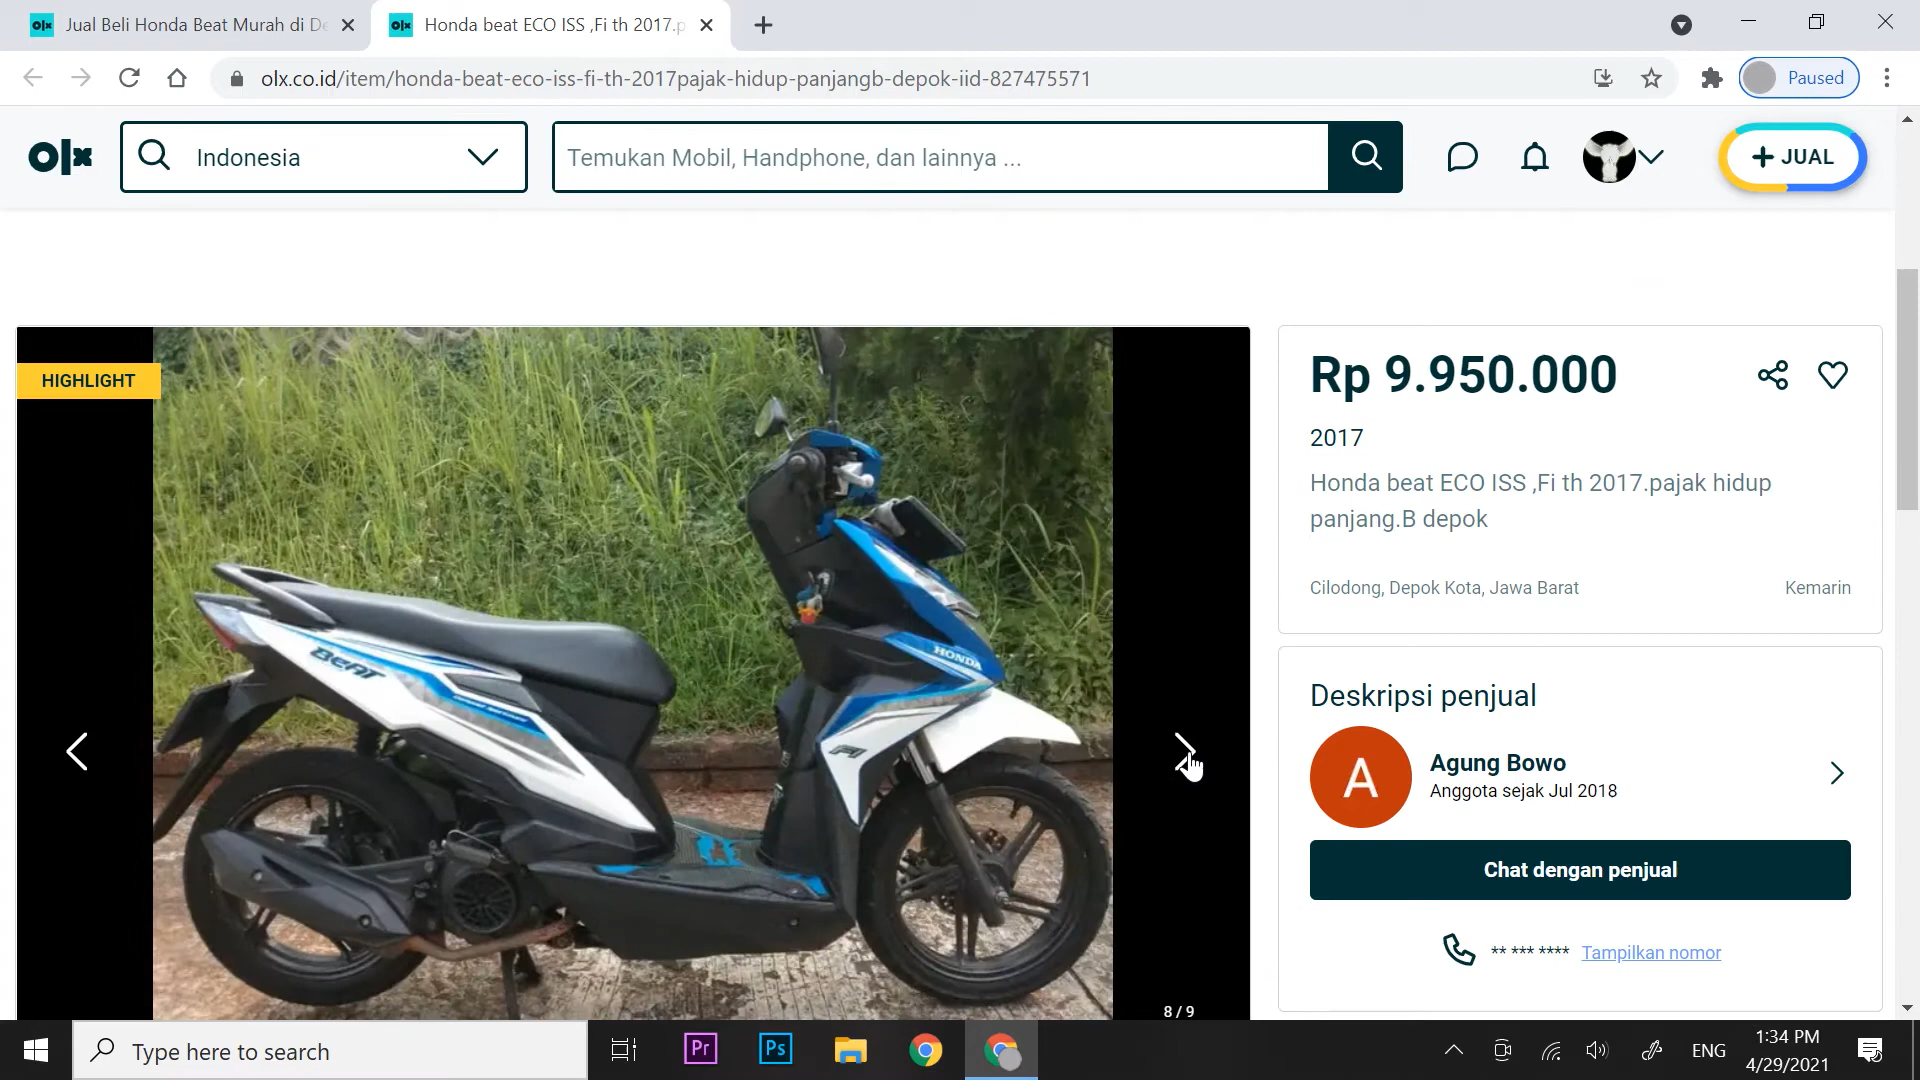 Jual Beli Honda Beat Murah di De
Honda beat ECO ISS ,Fi th 2017.p
olx.co.id/item/honda-beat-eco-iss-fi-th-2017pajak-hidup-panjangb-depok-iid-827475571
Paused
olx
Indonesia
Temukan Mobil, Handphone, dan lainnya ...
+ JUAL
HIGHLIGHT
BeAT
HONDA
FI
8 / 9
Rp 9.950.000
2017
Honda beat ECO ISS ,Fi th 2017.pajak hidup
panjang.B depok
Cilodong, Depok Kota, Jawa Barat
Kemarin
Deskripsi penjual
A
Agung Bowo
Anggota sejak Jul 2018
Chat dengan penjual
** *** **** Tampilkan nomor
Type here to search
Pr
Ps
ENG
1:34 PM
4/29/2021